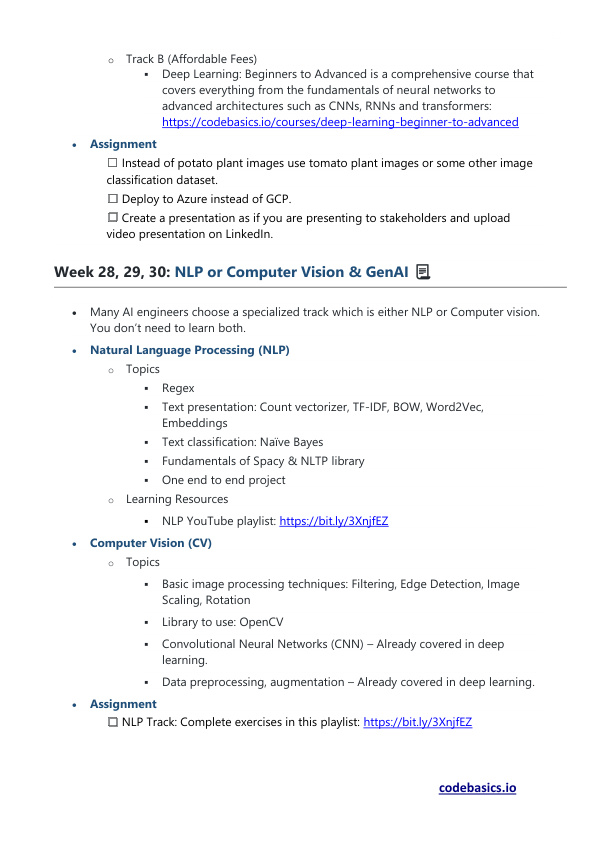 o Track B (Affordable Fees)
▪ Deep Learning: Beginners to Advanced is a comprehensive course that
covers everything from the fundamentals of neural networks to
advanced architectures such as CNNs, RNNs and transformers:
https://codebasics.io/courses/deep-learning-beginner-to-advanced
• Assignment
☐ Instead of potato plant images use tomato plant images or some other image
classification dataset.
☐ Deploy to Azure instead of GCP.
☐ Create a presentation as if you are presenting to stakeholders and upload
video presentation on LinkedIn.
Week 28, 29, 30: NLP or Computer Vision & GenAI
• Many AI engineers choose a specialized track which is either NLP or Computer vision.
You don’t need to learn both.
• Natural Language Processing (NLP)
o Topics
▪ Regex
▪ Text presentation: Count vectorizer, TF-IDF, BOW, Word2Vec,
Embeddings
▪ Text classification: Naïve Bayes
▪ Fundamentals of Spacy & NLTP library
▪ One end to end project
o Learning Resources
▪ NLP YouTube playlist: https://bit.ly/3XnjfEZ
• Computer Vision (CV)
o Topics
▪ Basic image processing techniques: Filtering, Edge Detection, Image
Scaling, Rotation
▪ Library to use: OpenCV
▪ Convolutional Neural Networks (CNN) – Already covered in deep
learning.
▪ Data preprocessing, augmentation – Already covered in deep learning.
• Assignment
☐ NLP Track: Complete exercises in this playlist: https://bit.ly/3XnjfEZ
codebasics.io